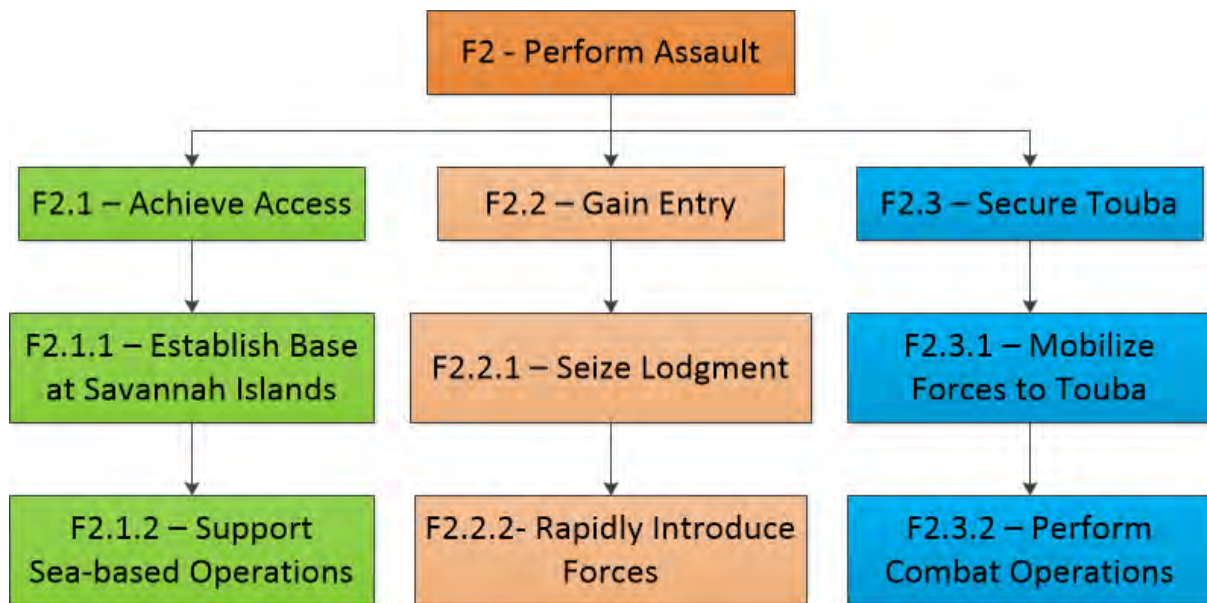 F2 - Perform Assault
F2.1 – Achieve Access
F2.2 – Gain Entry
F2.3 – Secure Touba
F2.1.1 – Establish Base
at Savannah Islands
F2.2.1 – Seize Lodgment
F2.3.1 – Mobilize
Forces to Touba
F2.1.2 – Support
Sea-based Operations
F2.2.2- Rapidly Introduce
Forces
F2.3.2 – Perform
Combat Operations